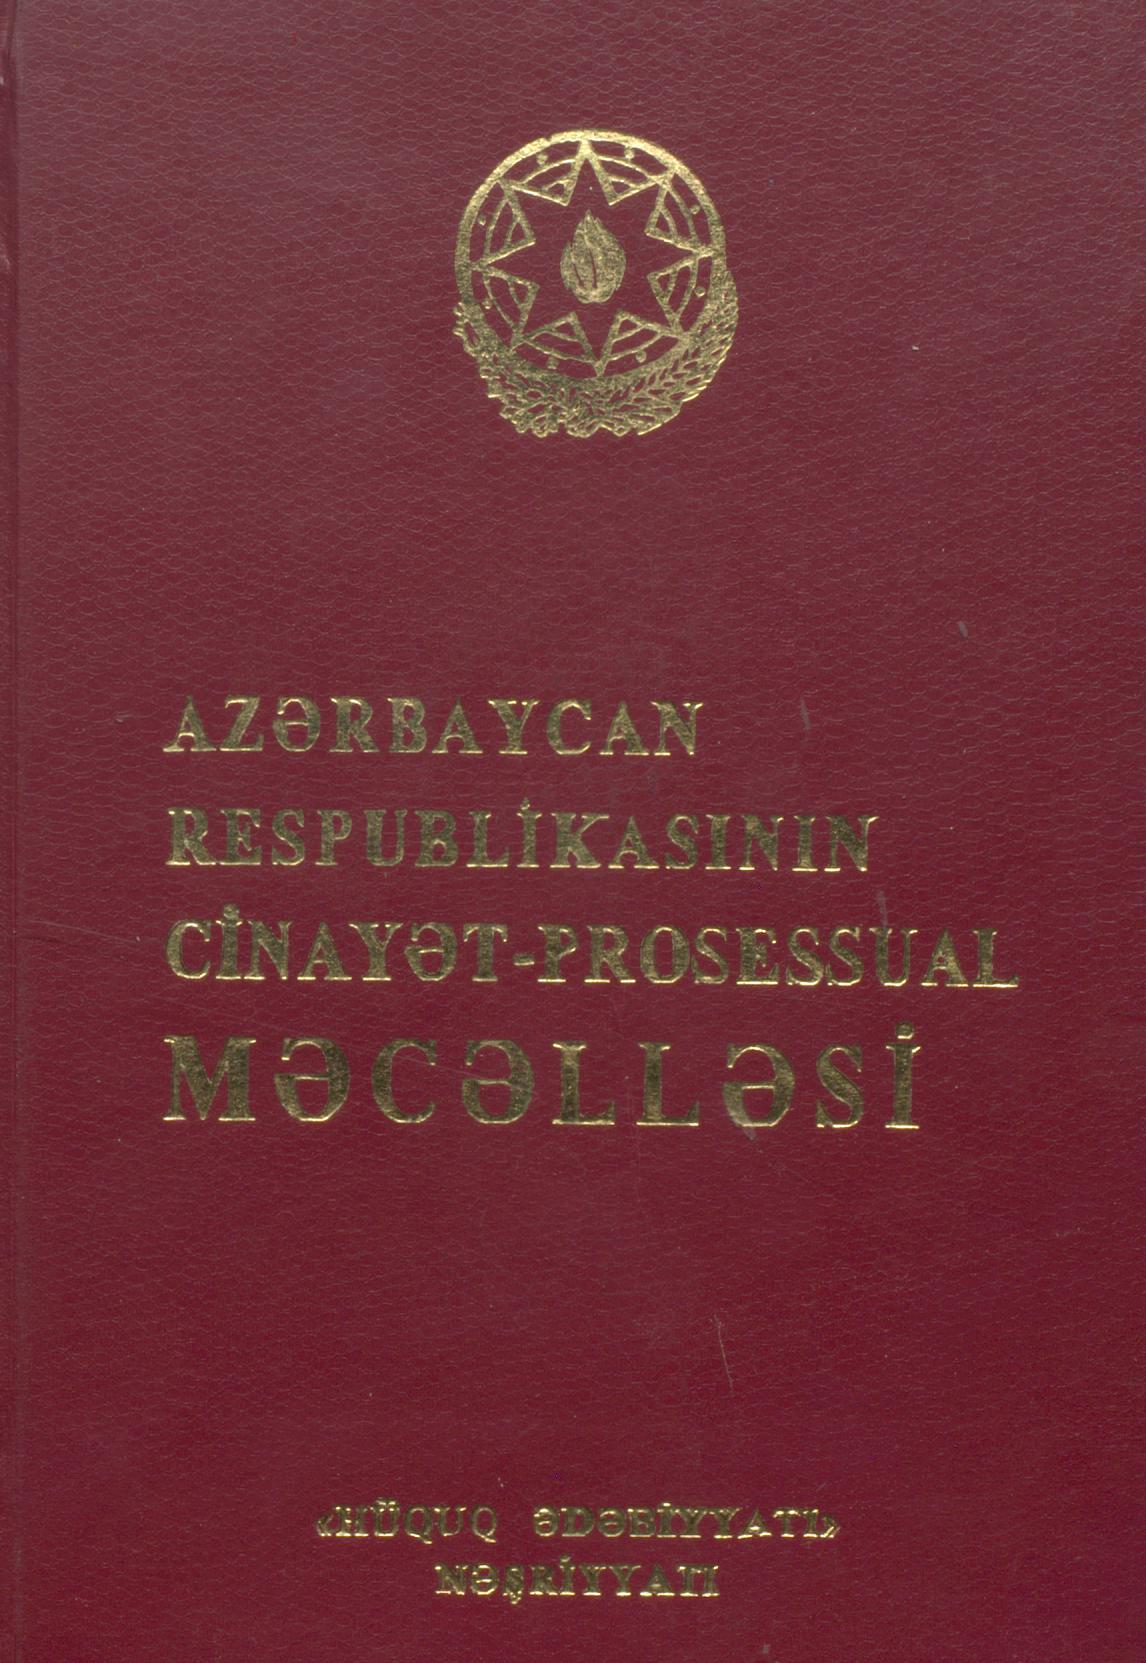 AZƏRBAYCAN
RESPUBLİKASININ
CİNAYƏT-PROSESSUAL
MƏCƏLLƏSİ
«HÜQUQ ƏDƏBİYYATI»
NƏŞRİYYATI